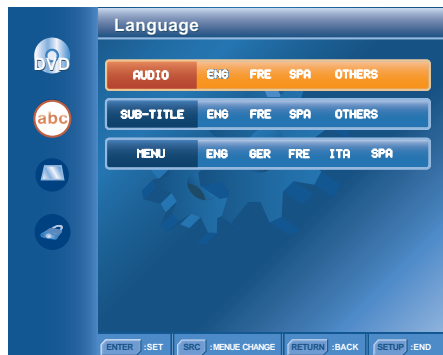 Language
DVD
AUDIO ENG FRE SPA OTHERS
abc
SUB-TITLE ENG FRE SPA OTHERS
MENU ENG GER FRE ITA SPA
ENTER :SET SRC :MENUE CHANGE RETURN :BACK SETUP :END